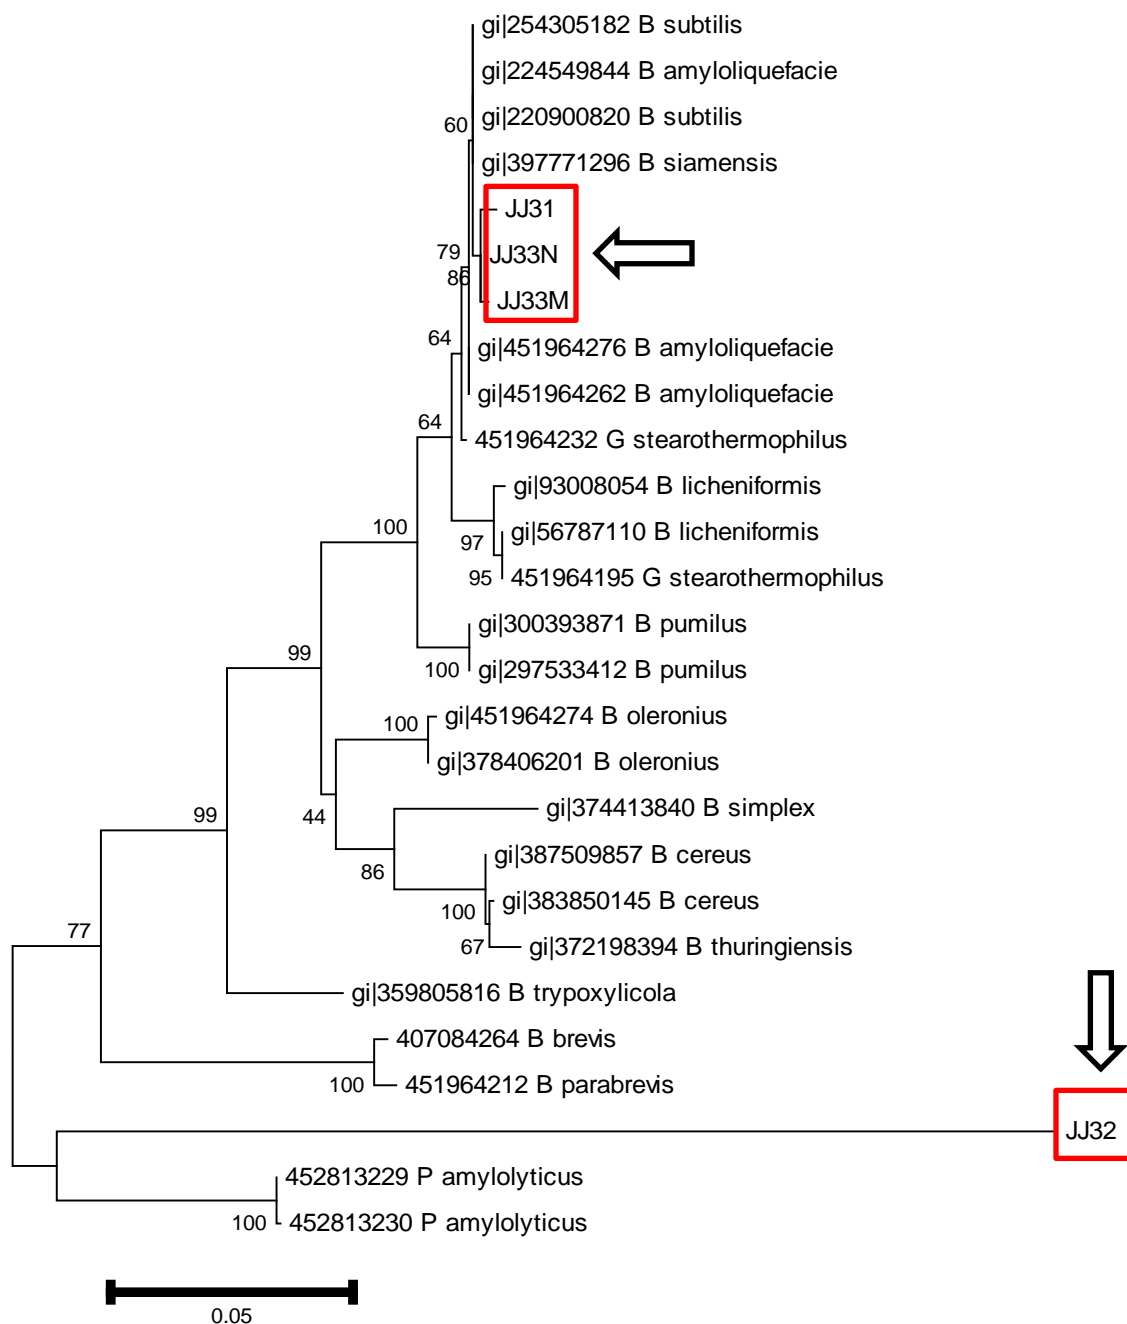 gi|254305182 B subtilis
gi|224549844 B amyloliquefacie
gi|220900820 B subtilis
60
gi|397771296 B siamensis
JJ31
JJ33N
79
86
JJ33M
64
gi|451964276 B amyloliquefacie
gi|451964262 B amyloliquefacie
64
451964232 G stearothermophilus
gi|93008054 B licheniformis
100
gi|56787110 B licheniformis
97
95
451964195 G stearothermophilus
gi|300393871 B pumilus
99
100
gi|297533412 B pumilus
100
gi|451964274 B oleronius
gi|378406201 B oleronius
99
44
gi|374413840 B simplex
gi|387509857 B cereus
86
gi|383850145 B cereus
100
77
67
gi|372198394 B thuringiensis
gi|359805816 B trypoxylicola
407084264 B brevis
100
451964212 B parabrevis
JJ32
452813229 P amylolyticus
100
452813230 P amylolyticus
0.05